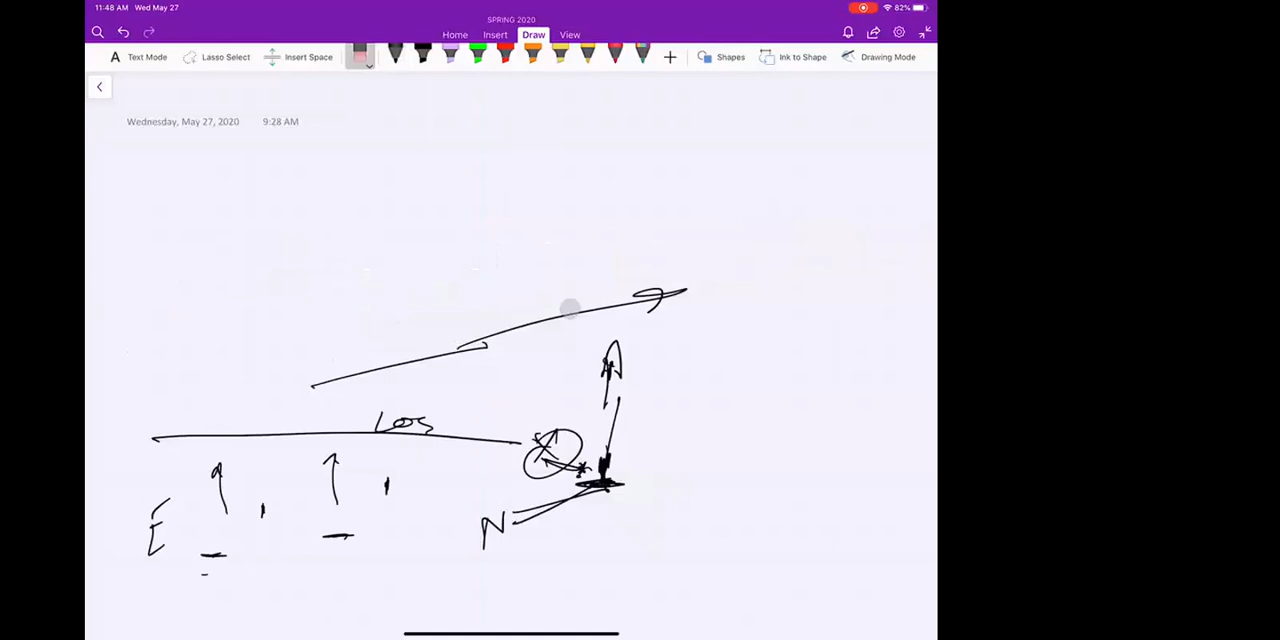 11:48 AM Wed May 27
82%
SPRING 2020
Home Insert Draw View
A Text Mode Lasso Select Insert Space Shapes Ink to Shape Drawing Mode
Wednesday, May 27, 2020 9:28 AM
LOS
E
N